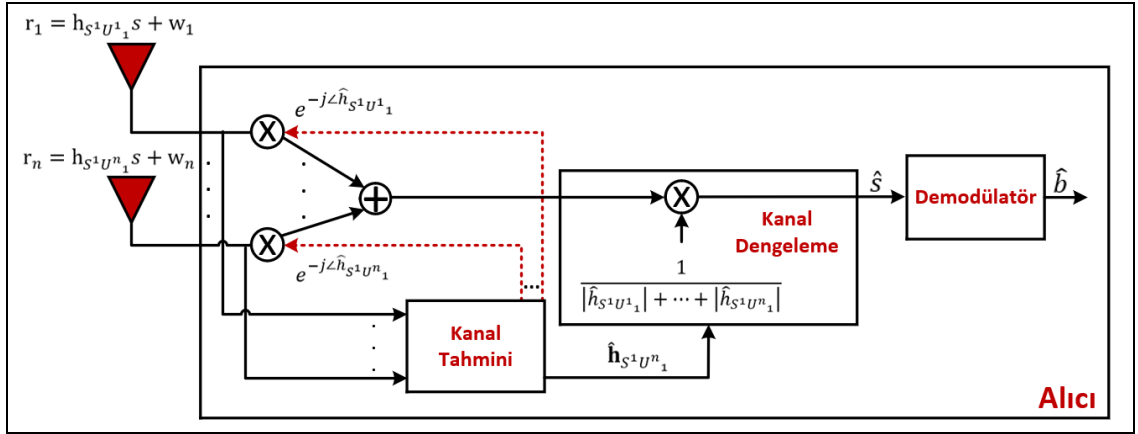 r₁ = h_{S¹U¹₁}s + w₁
e^{−j∠ĥ_{S¹U¹₁}}
X
rₙ = h_{S¹Uⁿ₁}s + wₙ
+
X
Kanal
Dengeleme
ŝ
Demodülatör
b̂
X
e^{−j∠ĥ_{S¹Uⁿ₁}}
...
1
|ĥ_{S¹U¹₁}| + ⋯ + |ĥ_{S¹Uⁿ₁}|
Kanal
Tahmini
ĥ_{S¹Uⁿ₁}
Alıcı